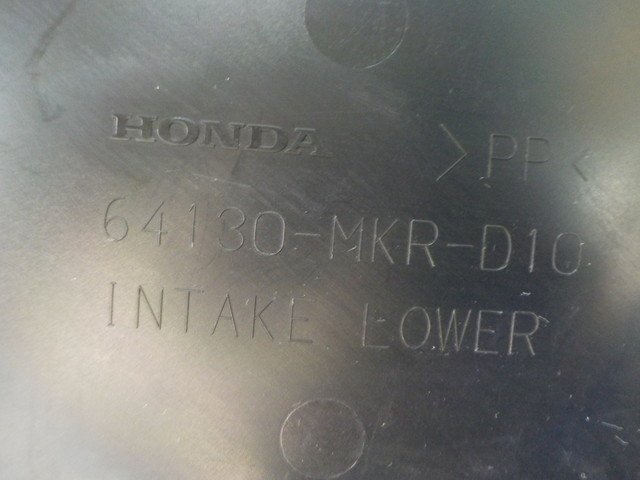 HONDA >PP<
64130-MKR-D10
INTAKE LOWER